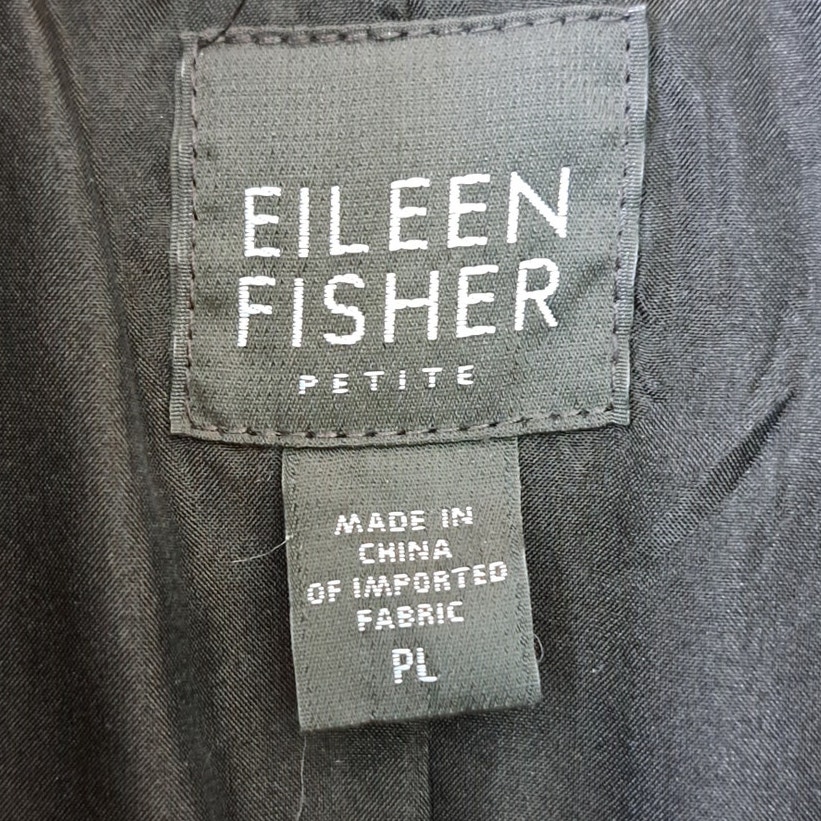 EILEEN
FISHER
PETITE
MADE IN
CHINA
OF IMPORTED
FABRIC
PL